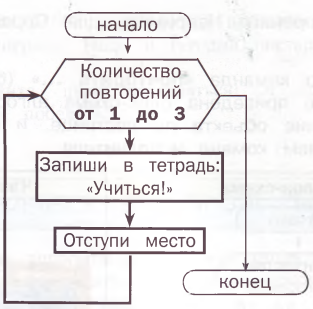 начало
Количество
повторений
от 1 до 3
Запиши в тетрадь:
«Учиться!»
Отступи место
конец